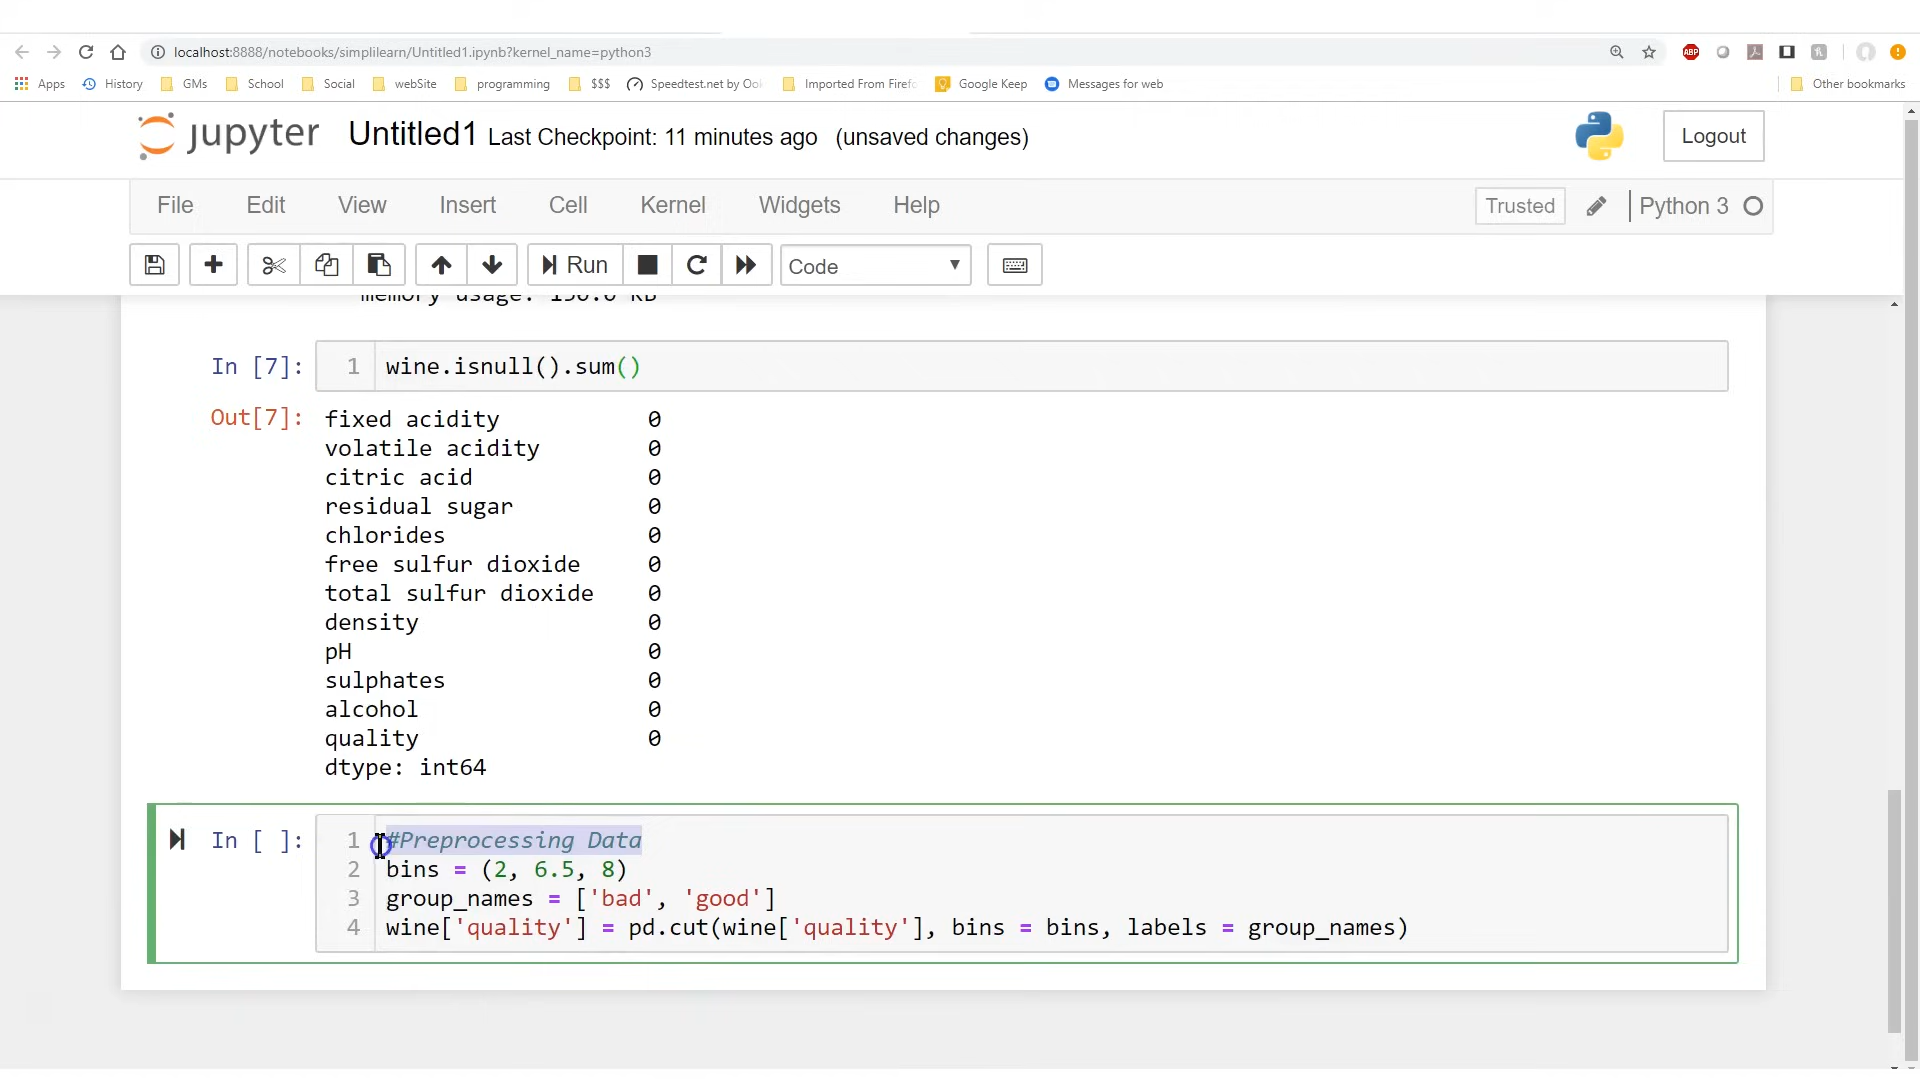 localhost:8888/notebooks/simplilearn/Untitled1.ipynb?kernel_name=python3
ABP
Apps History GMs School Social webSite programming $$$ Speedtest.net by Ook Imported From Firefo Google Keep Messages for web Other bookmarks
jupyter Untitled1 Last Checkpoint: 11 minutes ago (unsaved changes) Logout
File Edit View Insert Cell Kernel Widgets Help Trusted Python 3
Run Code
memory usage: 150.0 KB
In [7]: 1 wine.isnull().sum()
Out[7]: fixed acidity 0
volatile acidity 0
citric acid 0
residual sugar 0
chlorides 0
free sulfur dioxide 0
total sulfur dioxide 0
density 0
pH 0
sulphates 0
alcohol 0
quality 0
dtype: int64
In [ ]: 1 #Preprocessing Data
2 bins = (2, 6.5, 8)
3 group_names = ['bad', 'good']
4 wine['quality'] = pd.cut(wine['quality'], bins = bins, labels = group_names)